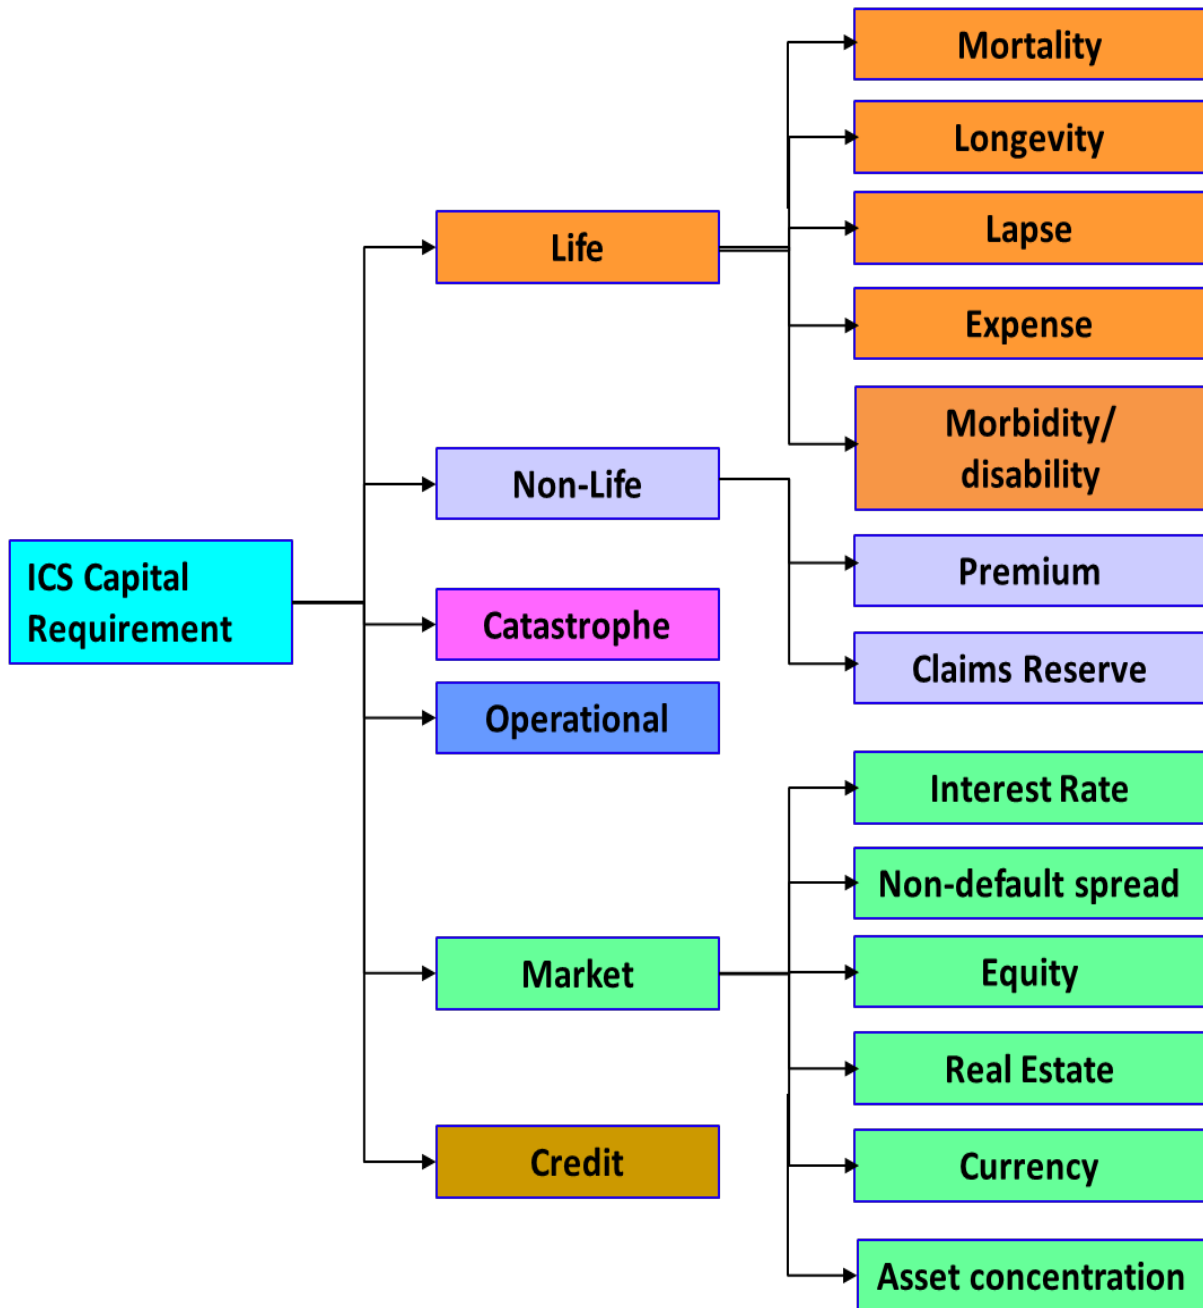 Mortality
Longevity
Life
Lapse
Expense
Morbidity/
disability
Non-Life
ICS Capital
Requirement
Premium
Catastrophe
Claims Reserve
Operational
Interest Rate
Non-default spread
Market
Equity
Real Estate
Credit
Currency
Asset concentration